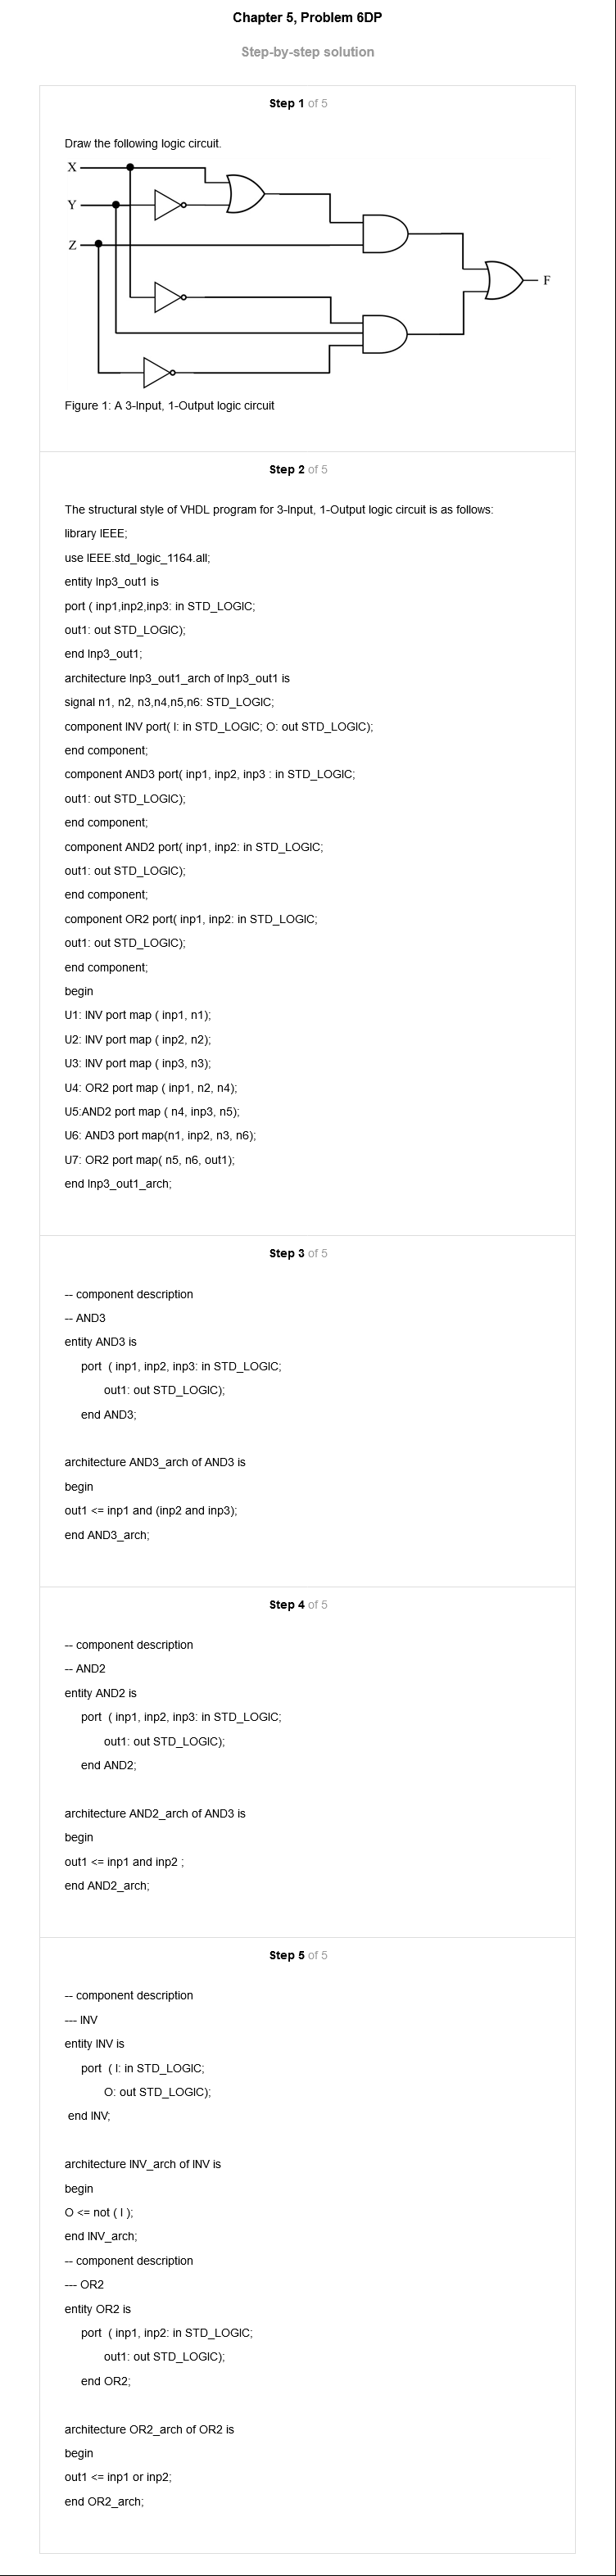 Chapter 5, Problem 6DP
Step-by-step solution
Step 1 of 5
Draw the following logic circuit.
X
Y
Z
F
Figure 1: A 3-Input, 1-Output logic circuit
Step 2 of 5
The structural style of VHDL program for 3-Input, 1-Output logic circuit is as follows:
library IEEE;
use IEEE.std_logic_1164.all;
entity Inp3_out1 is
port ( inp1,inp2,inp3: in STD_LOGIC;
out1: out STD_LOGIC);
end Inp3_out1;
architecture Inp3_out1_arch of Inp3_out1 is
signal n1, n2, n3,n4,n5,n6: STD_LOGIC;
component INV port( I: in STD_LOGIC; O: out STD_LOGIC);
end component;
component AND3 port( inp1, inp2, inp3 : in STD_LOGIC;
out1: out STD_LOGIC);
end component;
component AND2 port( inp1, inp2: in STD_LOGIC;
out1: out STD_LOGIC);
end component;
component OR2 port( inp1, inp2: in STD_LOGIC;
out1: out STD_LOGIC);
end component;
begin
U1: INV port map ( inp1, n1);
U2: INV port map ( inp2, n2);
U3: INV port map ( inp3, n3);
U4: OR2 port map ( inp1, n2, n4);
U5:AND2 port map ( n4, inp3, n5);
U6: AND3 port map(n1, inp2, n3, n6);
U7: OR2 port map( n5, n6, out1);
end Inp3_out1_arch;
Step 3 of 5
-- component description
-- AND3
entity AND3 is
port ( inp1, inp2, inp3: in STD_LOGIC;
out1: out STD_LOGIC);
end AND3;
architecture AND3_arch of AND3 is
begin
out1 <= inp1 and (inp2 and inp3);
end AND3_arch;
Step 4 of 5
-- component description
-- AND2
entity AND2 is
port ( inp1, inp2, inp3: in STD_LOGIC;
out1: out STD_LOGIC);
end AND2;
architecture AND2_arch of AND3 is
begin
out1 <= inp1 and inp2 ;
end AND2_arch;
Step 5 of 5
-- component description
--- INV
entity INV is
port ( I: in STD_LOGIC;
O: out STD_LOGIC);
end INV;
architecture INV_arch of INV is
begin
O <= not ( I );
end INV_arch;
-- component description
--- OR2
entity OR2 is
port ( inp1, inp2: in STD_LOGIC;
out1: out STD_LOGIC);
end OR2;
architecture OR2_arch of OR2 is
begin
out1 <= inp1 or inp2;
end OR2_arch;